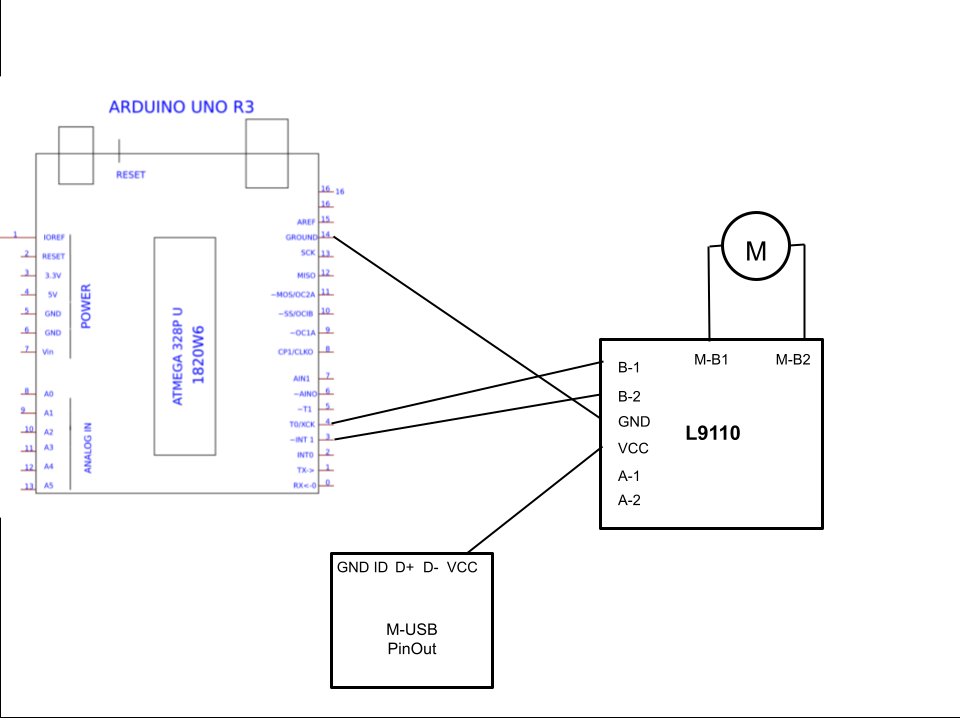 ARDUINO UNO R3
RESET
16 16
16
AREF 15
1 IOREF
GROUND 14
2 RESET
SCK 13
3 3.3V
MISO 12
4 5V
~MOS/OC2A 11
5 GND
~SS/OCIB 10
6 GND
~OC1A 9
7 Vin
CP1/CLKO 8
POWER
ATMEGA 328P U
1820W6
AIN1 7
8 A0
~AINO 6
9 A1
~T1 5
10 A2
T0/XCK 4
11 A3
~INT 1 3
12 A4
INT0 2
13 A5
TX-> 1
RX<-0 0
ANALOG IN
M
M-B1 M-B2
B-1
B-2
GND
L9110
VCC
A-1
A-2
GND ID D+ D- VCC
M-USB
PinOut